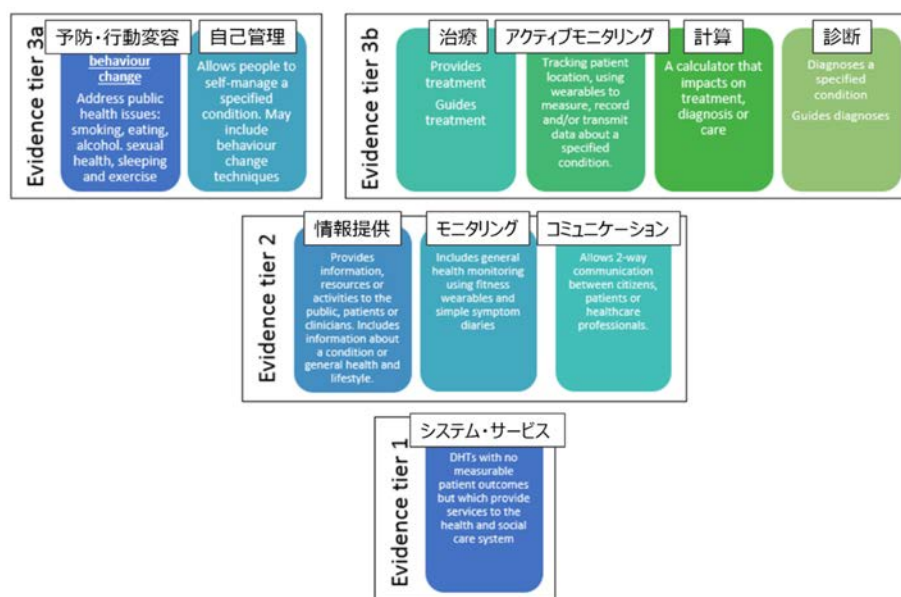 Evidence tier 3a
予防・行動変容
behaviour
change
Address public
health issues:
smoking, eating,
alcohol. sexual
health, sleeping
and exercise
自己管理
Allows people to
self-manage a
specified
condition. May
include
behaviour
change
techniques
Evidence tier 3b
治療
Provides
treatment
Guides
treatment
アクティブモニタリング
Tracking patient
location, using
wearables to
measure, record
and/or transmit
data about a
specified
condition.
計算
A calculator that
impacts on
treatment,
diagnosis or
care
診断
Diagnoses a
specified
condition
Guides diagnoses
Evidence tier 2
情報提供
Provides
information,
resources or
activities to the
public, patients or
clinicians. Includes
information about
a condition or
general health and
lifestyle.
モニタリング
Includes general
health monitoring
using fitness
wearables and
simple symptom
diaries
コミュニケーション
Allows 2-way
communication
between citizens,
patients or
healthcare
professionals.
Evidence tier 1
システム・サービス
DHTs with no
measurable
patient outcomes
but which provide
services to the
health and social
care system